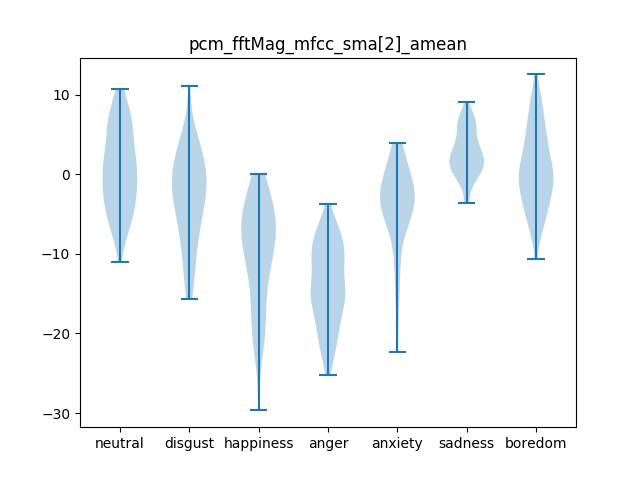 pcm_fftMag_mfcc_sma[2]_amean
10
0
−10
−20
−30
neutral disgust happiness anger anxiety sadness boredom